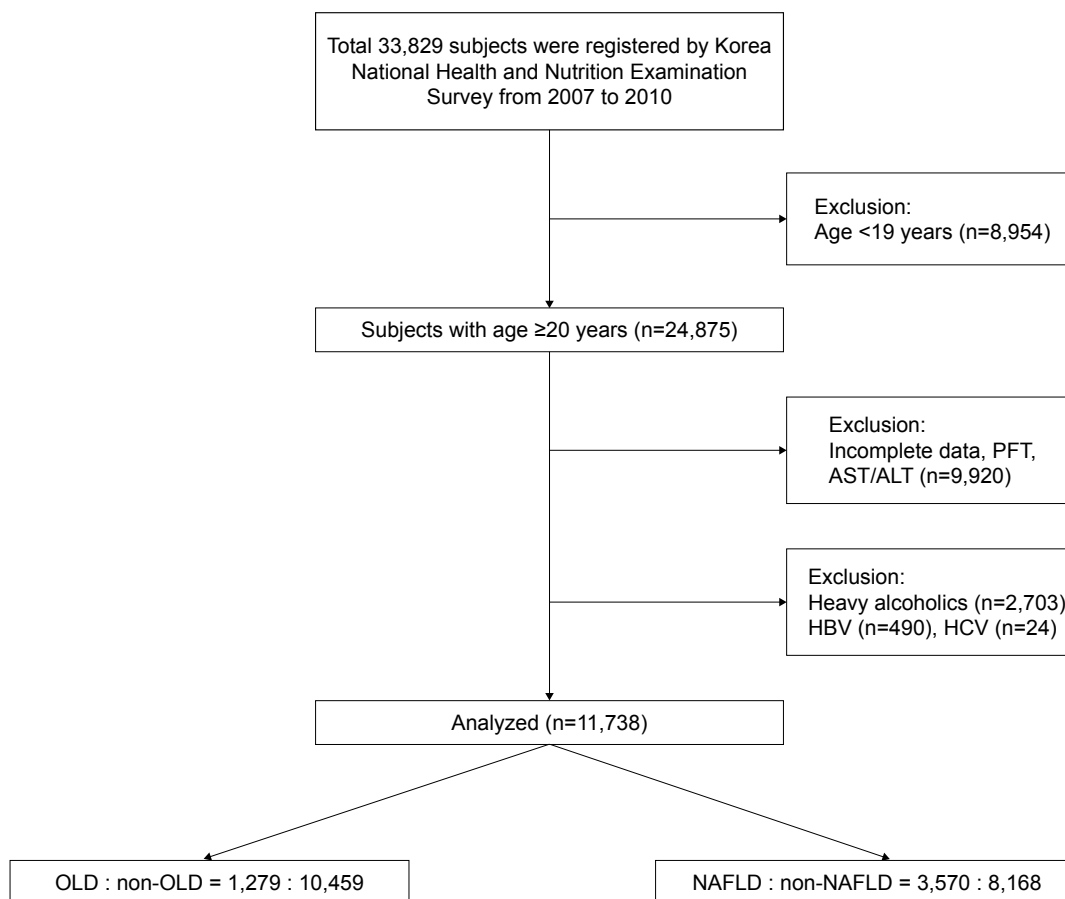 Total 33,829 subjects were registered by Korea
National Health and Nutrition Examination
Survey from 2007 to 2010
Exclusion:
Age <19 years (n=8,954)
Subjects with age ≥20 years (n=24,875)
Exclusion:
Incomplete data, PFT,
AST/ALT (n=9,920)
Exclusion:
Heavy alcoholics (n=2,703)
HBV (n=490), HCV (n=24)
Analyzed (n=11,738)
OLD : non-OLD = 1,279 : 10,459
NAFLD : non-NAFLD = 3,570 : 8,168